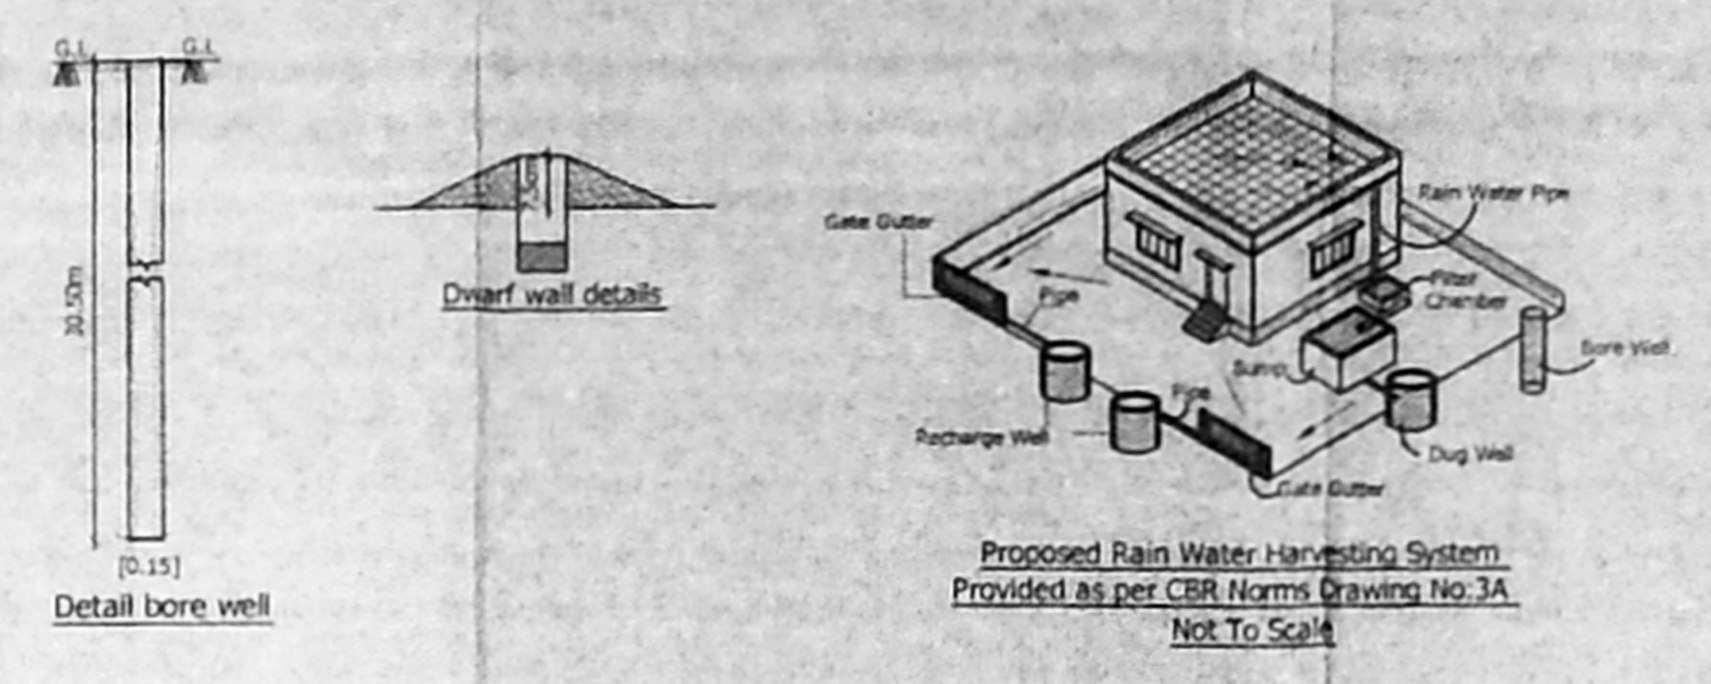 G.L
G.L
30.50m
[0.15]
Detail bore well
Dwarf wall details
Gate Gutter
Pipe
Rain Water Pipe
Filter
Chamber
Bore Well
Sump
Pipe
Recharge Well
Dug Well
Gate Gutter
Proposed Rain Water Harvesting System
Provided as per CBR Norms Drawing No:3A
Not To Scale